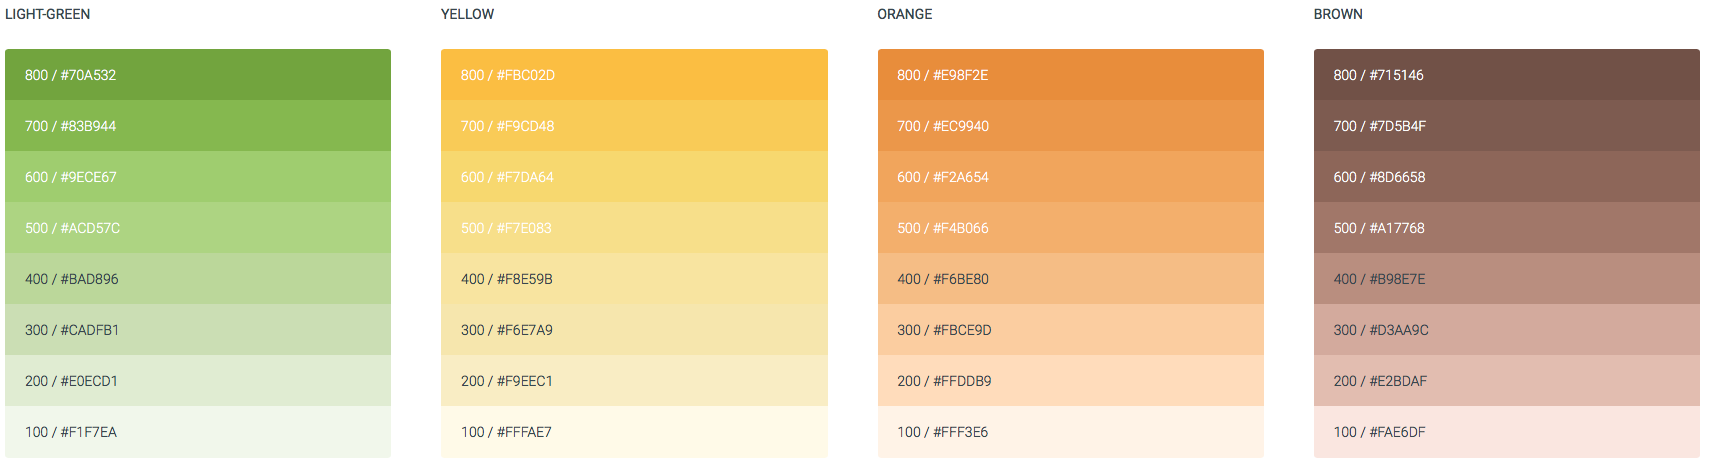 LIGHT-GREEN
800 / #70A532
700 / #83B944
600 / #9ECE67
500 / #ACD57C
400 / #BAD896
300 / #CADFB1
200 / #E0ECD1
100 / #F1F7EA
YELLOW
800 / #FBC02D
700 / #F9CD48
600 / #F7DA64
500 / #F7E083
400 / #F8E59B
300 / #F6E7A9
200 / #F9EEC1
100 / #FFFAE7
ORANGE
800 / #E98F2E
700 / #EC9940
600 / #F2A654
500 / #F4B066
400 / #F6BE80
300 / #FBCE9D
200 / #FFDDB9
100 / #FFF3E6
BROWN
800 / #715146
700 / #7D5B4F
600 / #8D6658
500 / #A17768
400 / #B98E7E
300 / #D3AA9C
200 / #E2BDAF
100 / #FAE6DF